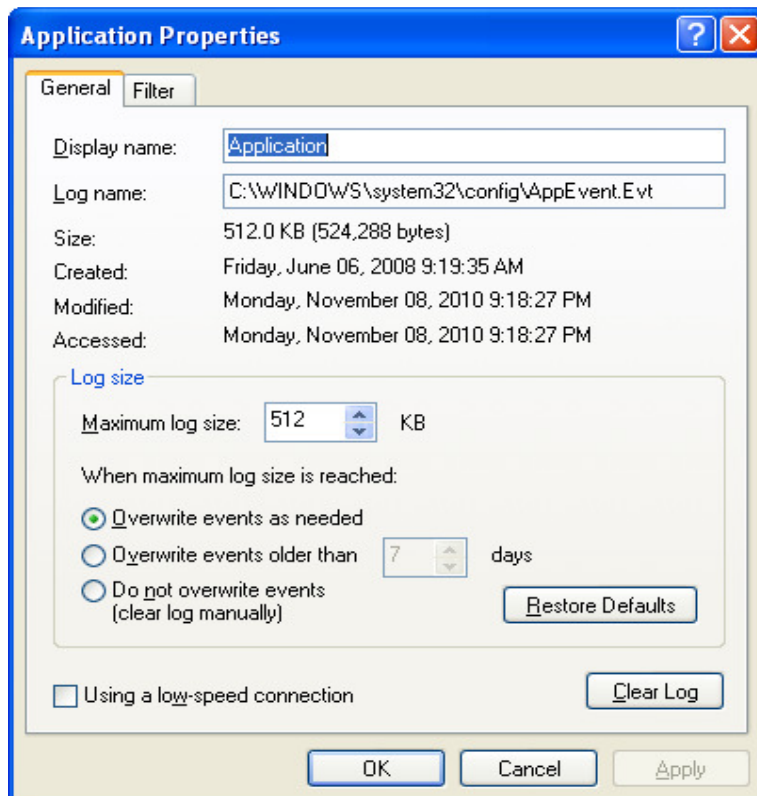 Application Properties
?
General Filter
Display name: Application
Log name: C:\WINDOWS\system32\config\AppEvent.Evt
Size: 512.0 KB (524,288 bytes)
Created: Friday, June 06, 2008 9:19:35 AM
Modified: Monday, November 08, 2010 9:18:27 PM
Accessed: Monday, November 08, 2010 9:18:27 PM
Log size
Maximum log size: 512 KB
When maximum log size is reached:
Overwrite events as needed
Overwrite events older than 7 days
Do not overwrite events
(clear log manually)
Restore Defaults
Using a low-speed connection
Clear Log
OK Cancel Apply